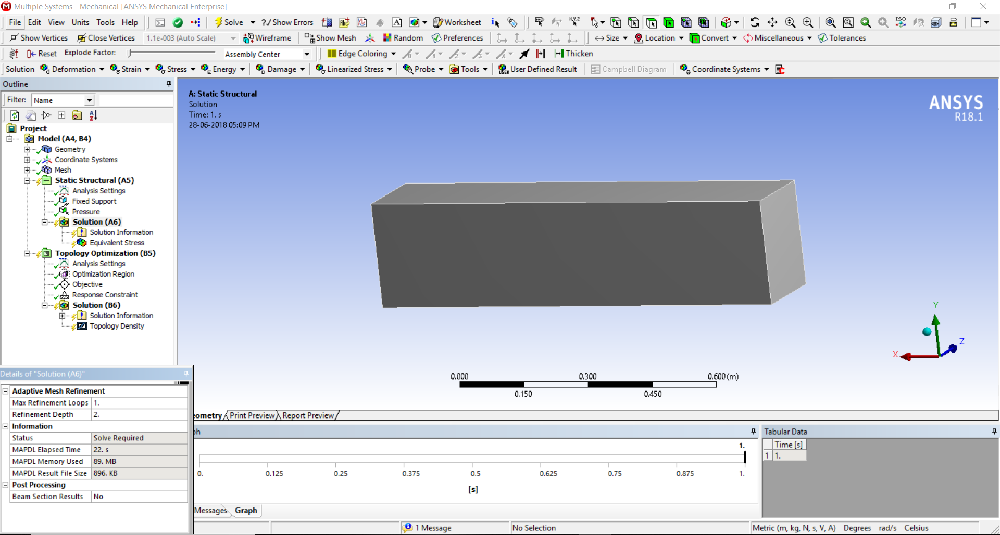 Multiple Systems - Mechanical [ANSYS Mechanical Enterprise]
File Edit View Units Tools Help Solve ?/ Show Errors Worksheet
Show Vertices Close Vertices 1.1e-003 (Auto Scale) Wireframe Show Mesh Random Preferences Size Location Convert Miscellaneous Tolerances
Reset Explode Factor: Assembly Center Edge Coloring Thicken
Solution Deformation Strain Stress Energy Damage Linearized Stress Probe Tools User Defined Result Campbell Diagram Coordinate Systems
Outline
Filter: Name
Project
Model (A4, B4)
Geometry
Coordinate Systems
Mesh
Static Structural (A5)
Analysis Settings
Fixed Support
Pressure
Solution (A6)
Solution Information
Equivalent Stress
Topology Optimization (B5)
Analysis Settings
Optimization Region
Objective
Response Constraint
Solution (B6)
Solution Information
Topology Density
A: Static Structural
Solution
Time: 1. s
28-06-2018 05:09 PM
ANSYS
R18.1
Y
Z
X
0.000 0.300 0.600 (m)
0.150 0.450
Details of "Solution (A6)"
Adaptive Mesh Refinement
Max Refinement Loops 1.
Refinement Depth 2.
Information
Status Solve Required
MAPDL Elapsed Time 22. s
MAPDL Memory Used 89. MB
MAPDL Result File Size 896. KB
Post Processing
Beam Section Results No
eometry Print Preview Report Preview
ph
1.
0. 0.125 0.25 0.375 0.5 0.625 0.75 0.875 1.
[s]
Messages Graph
Tabular Data
Time [s]
1 1.
1 Message No Selection Metric (m, kg, N, s, V, A) Degrees rad/s Celsius